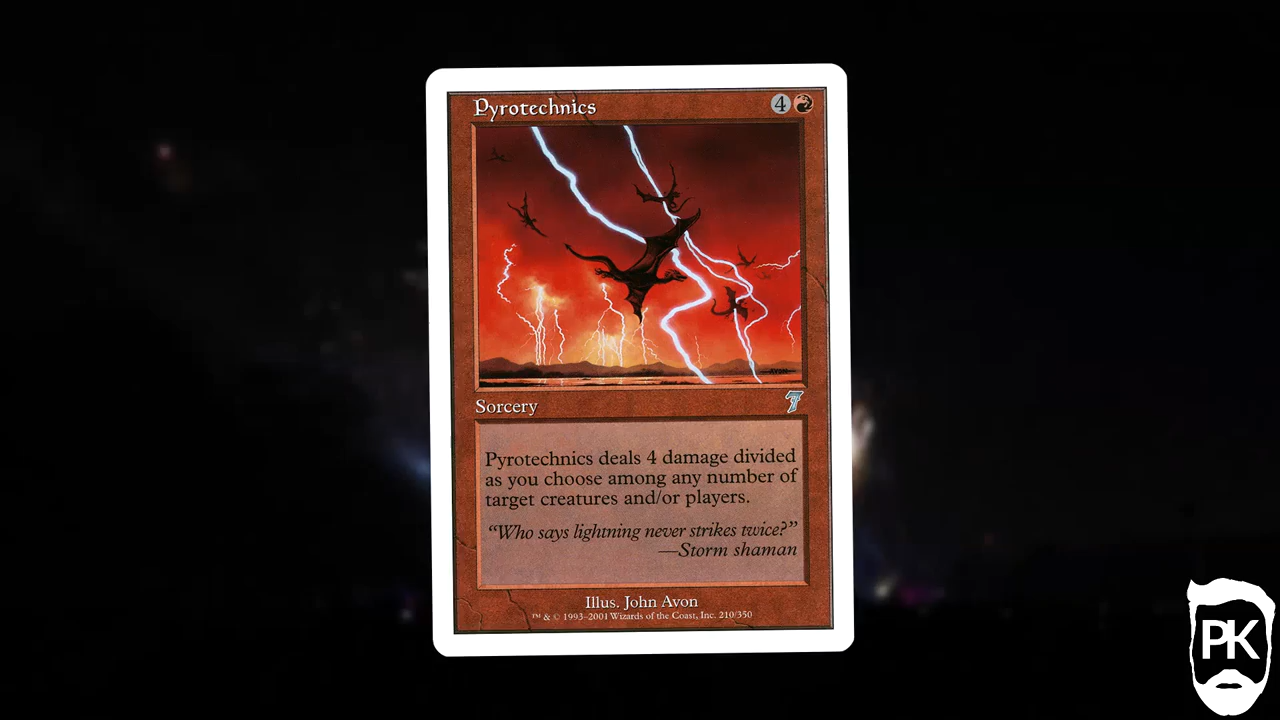 Pyrotechnics 4
AVON
Sorcery 7
Pyrotechnics deals 4 damage divided
as you choose among any number of
target creatures and/or players.
“Who says lightning never strikes twice?”
—Storm shaman
Illus. John Avon
™ & © 1993–2001 Wizards of the Coast, Inc. 210/350
PK